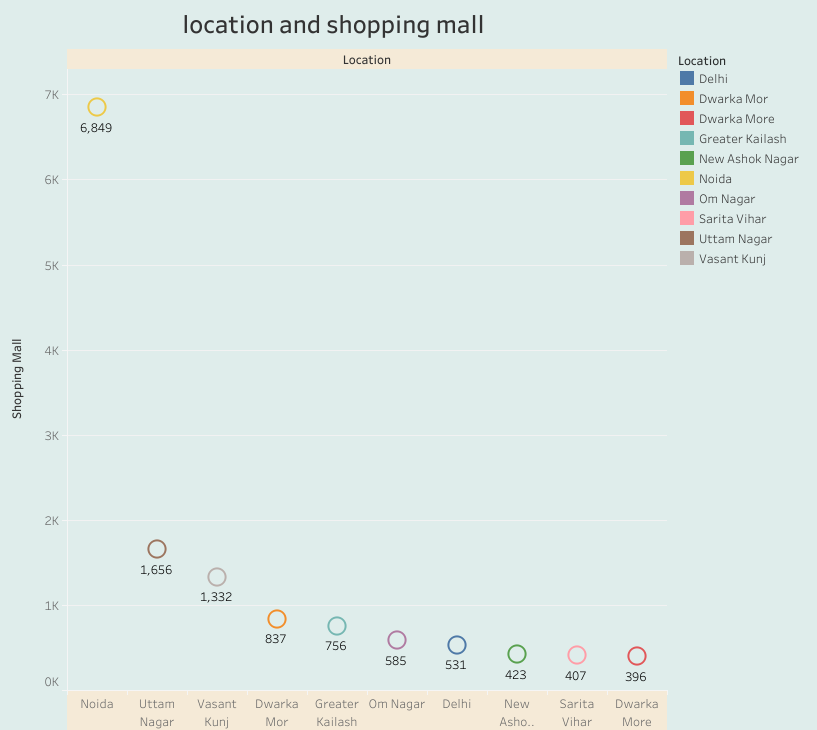 location and shopping mall
Location
Location
Delhi
Dwarka Mor
Dwarka More
Greater Kailash
New Ashok Nagar
Noida
Om Nagar
Sarita Vihar
Uttam Nagar
Vasant Kunj
Shopping Mall
7K
6K
5K
4K
3K
2K
1K
0K
6,849
1,656
1,332
837
756
585
531
423
407
396
Noida
Uttam
Nagar
Vasant
Kunj
Dwarka
Mor
Greater
Kailash
Om Nagar
Delhi
New
Asho..
Sarita
Vihar
Dwarka
More